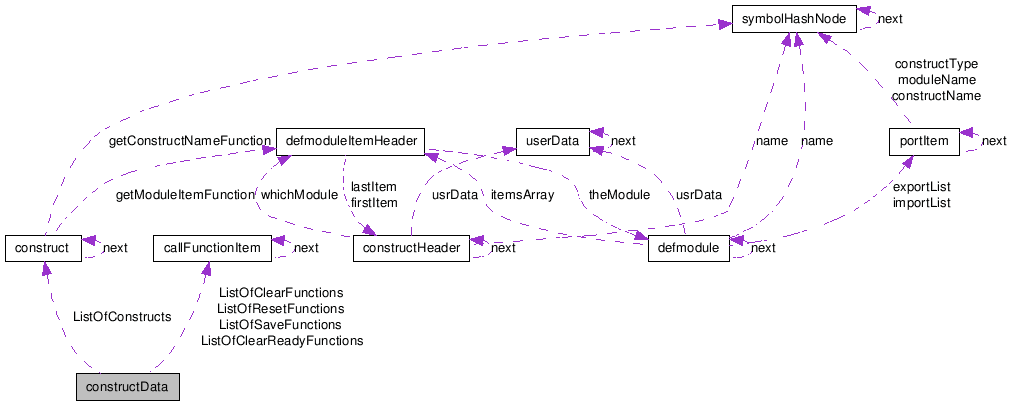 symbolHashNode
next
constructType
moduleName
constructName
getConstructNameFunction
defmoduleItemHeader
userData
next
name
name
portItem
next
getModuleItemFunction
whichModule
lastItem
firstItem
usrData
itemsArray
theModule
usrData
exportList
importList
construct
next
callFunctionItem
next
constructHeader
next
defmodule
next
ListOfConstructs
ListOfClearFunctions
ListOfResetFunctions
ListOfSaveFunctions
ListOfClearReadyFunctions
constructData